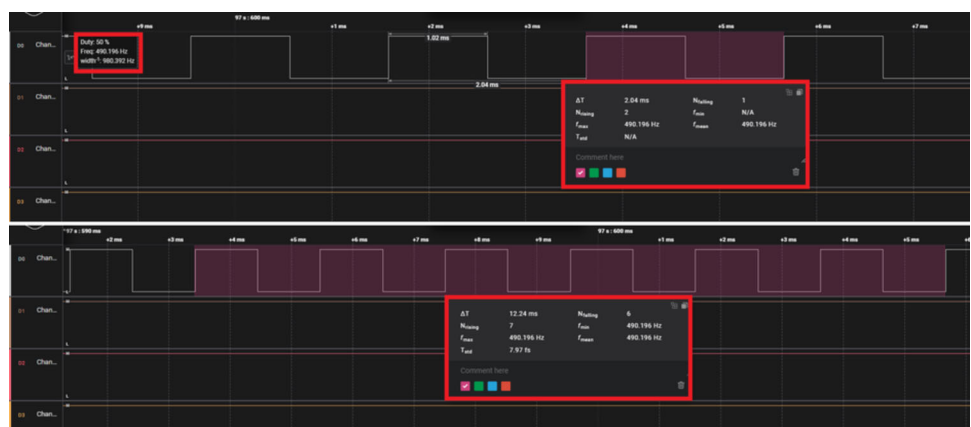 97 s : 600 ms
+9 ms +1 ms +2 ms +3 ms +4 ms +5 ms +6 ms +7 ms
D0 Chan...
Duty: 50 %
Freq: 490.196 Hz
width⁻¹: 980.392 Hz
1.02 ms
2.04 ms
H
L
D1 Chan...
ΔT 2.04 ms Nfalling 1
Nrising 2 fmin N/A
fmax 490.196 Hz fmean 490.196 Hz
Tstd N/A
Comment here
D2 Chan...
D3 Chan...
97 s : 590 ms 97 s : 600 ms
+2 ms +3 ms +4 ms +5 ms +6 ms +7 ms +8 ms +9 ms +1 ms +2 ms +3 ms +4 ms +5 ms
D0 Chan...
D1 Chan...
ΔT 12.24 ms Nfalling 6
Nrising 7 fmin 490.196 Hz
fmax 490.196 Hz fmean 490.196 Hz
Tstd 7.97 fs
Comment here
D2 Chan...
D3 Chan...